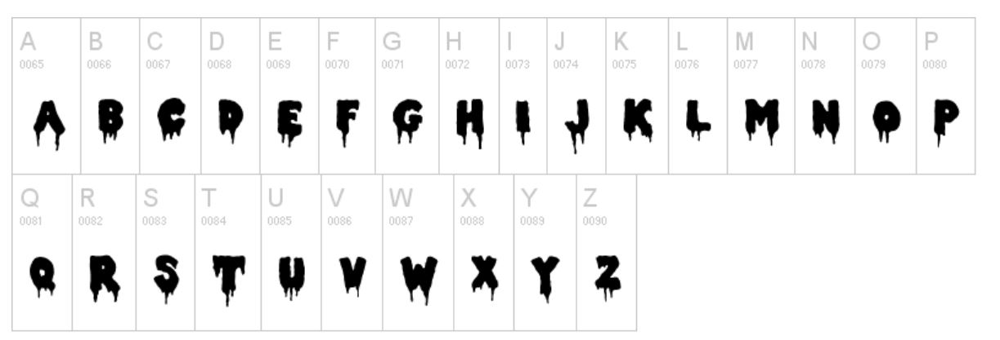 A B C D E F G H I J K L M N O P
0065 0066 0067 0068 0069 0070 0071 0072 0073 0074 0075 0076 0077 0078 0079 0080
A B C D E F G H I J K L M N O P
Q R S T U V W X Y Z
0081 0082 0083 0084 0085 0086 0087 0088 0089 0090
Q R S T U V W X Y Z